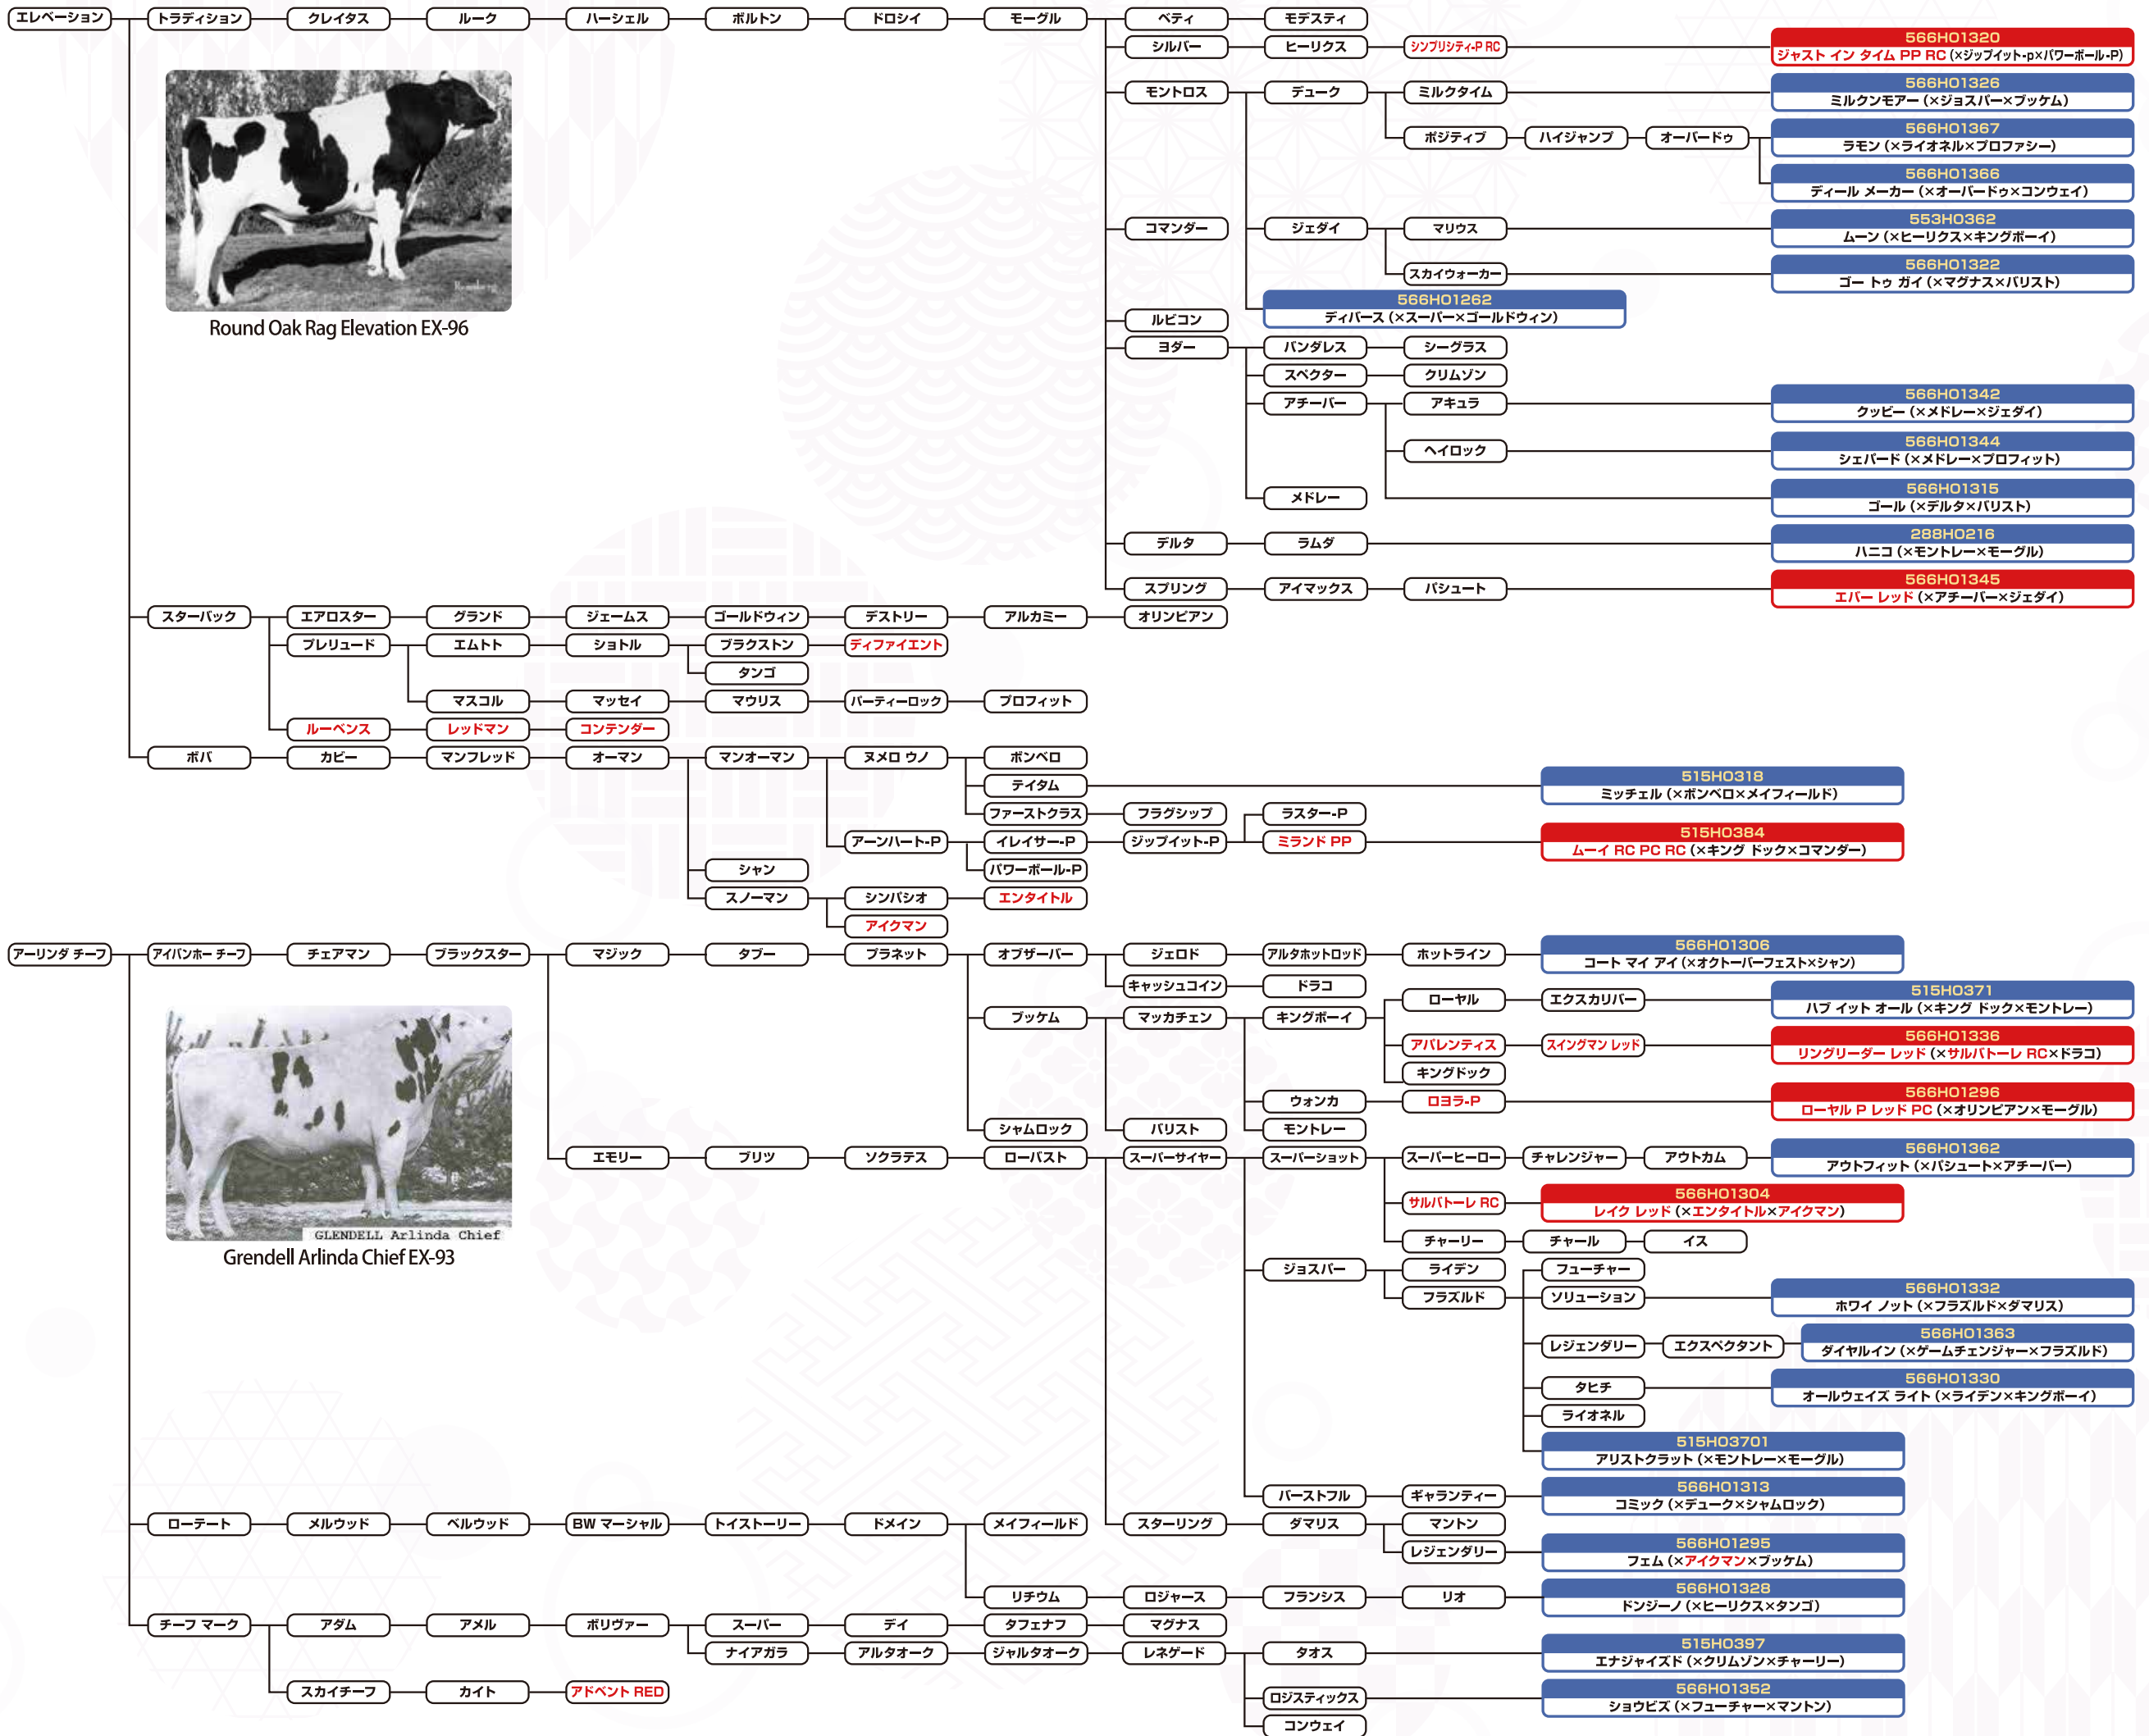 エレベーション
トラディション
クレイタス
ルーク
ハーシェル
ボルトン
ドロシイ
モーグル
ベティ
モデスティ
シルバー
ヒーリクス
シンプリシティ-P RC
566HO1320
ジャスト イン タイム PP RC (×ジップイット-p×パワーボール-P)
モントロス
デューク
ミルクタイム
566HO1326
ミルクンモアー (×ジョスパー×ブッケム)
ポジティブ
ハイジャンプ
オーバードゥ
566HO1367
ラモン (×ライオネル×プロファシー)
566HO1366
ディール メーカー (×オーバードゥ×コンウェイ)
コマンダー
ジェダイ
マリウス
553HO362
ムーン (×ヒーリクス×キングボーイ)
スカイウォーカー
566HO1322
ゴー トゥ ガイ (×マグナス×バリスト)
566HO1262
ディバース (×スーパー×ゴールドウィン)
Round Oak Rag Elevation EX-96
ルビコン
ヨダー
バンダレス
シーグラス
スペクター
クリムゾン
アチーバー
アキュラ
566HO1342
クッビー (×メドレー×ジェダイ)
ヘイロック
566HO1344
シェパード (×メドレー×プロフィット)
メドレー
566HO1315
ゴール (×デルタ×バリスト)
デルタ
ラムダ
288HO216
ハニコ (×モントレー×モーグル)
スプリング
アイマックス
パシュート
566HO1345
エバー レッド (×アチーバー×ジェダイ)
スターバック
エアロスター
グランド
ジェームス
ゴールドウィン
デストリー
アルカミー
オリンピアン
プレリュード
エムトト
ショトル
ブラクストン
ディファイエント
タンゴ
マスコル
マッセイ
マウリス
パーティーロック
プロフィット
ルーベンス
レッドマン
コンテンダー
ボバ
カビー
マンフレッド
オーマン
マンオーマン
ヌメロ ウノ
ボンベロ
テイタム
515HO318
ミッチェル (×ボンベロ×メイフィールド)
ファーストクラス
フラグシップ
ラスター-P
アーンハート-P
イレイサー-P
ジップイット-P
ミランド PP
515HO384
ムーイ RC PC RC (×キング ドック×コマンダー)
シャン
パワーボール-P
スノーマン
シンパシオ
エンタイトル
アイクマン
アーリンダ チーフ
アイバンホー チーフ
チェアマン
ブラックスター
マジック
タブー
プラネット
オブザーバー
ジェロド
アルタホットロッド
ホットライン
566HO1306
コート マイ アイ (×オクトーバーフェスト×シャン)
キャッシュコイン
ドラコ
ローヤル
エクスカリバー
515HO371
ハブ イット オール (×キング ドック×モントレー)
ブッケム
マッカチェン
キングボーイ
アパレンティス
スイングマン レッド
566HO1336
リングリーダー レッド (×サルバトーレ RC×ドラコ)
キングドック
ウォンカ
ロヨラ-P
566HO1296
ローヤル P レッド PC (×オリンピアン×モーグル)
シャムロック
バリスト
モントレー
エモリー
ブリツ
ソクラテス
ローバスト
スーパーサイヤー
スーパーショット
スーパーヒーロー
チャレンジャー
アウトカム
566HO1362
アウトフィット (×パシュート×アチーバー)
サルバトーレ RC
566HO1304
レイク レッド (×エンタイトル×アイクマン)
チャーリー
チャール
イス
GLENDELL Arlinda Chief
Grendell Arlinda Chief EX-93
ジョスパー
ライデン
フューチャー
フラズルド
ソリューション
566HO1332
ホワイ ノット (×フラズルド×ダマリス)
レジェンダリー
エクスペクタント
566HO1363
ダイヤルイン (×ゲームチェンジャー×フラズルド)
タヒチ
566HO1330
オールウェイズ ライト (×ライデン×キングボーイ)
ライオネル
515HO3701
アリストクラット (×モントレー×モーグル)
バーストフル
ギャランティー
566HO1313
コミック (×デューク×シャムロック)
ローテート
メルウッド
ベルウッド
BW マーシャル
トイストーリー
ドメイン
メイフィールド
スターリング
ダマリス
マントン
レジェンダリー
566HO1295
フェム (×アイクマン×ブッケム)
リチウム
ロジャース
フランシス
リオ
566HO1328
ドンジーノ (×ヒーリクス×タンゴ)
チーフ マーク
アダム
アメル
ボリヴァー
スーパー
デイ
タフェナフ
マグナス
ナイアガラ
アルタオーク
ジャルタオーク
レネゲード
タオス
515HO397
エナジャイズド (×クリムゾン×チャーリー)
スカイチーフ
カイト
アドベント RED
ロジスティックス
566HO1352
ショウビズ (×フューチャー×マントン)
コンウェイ